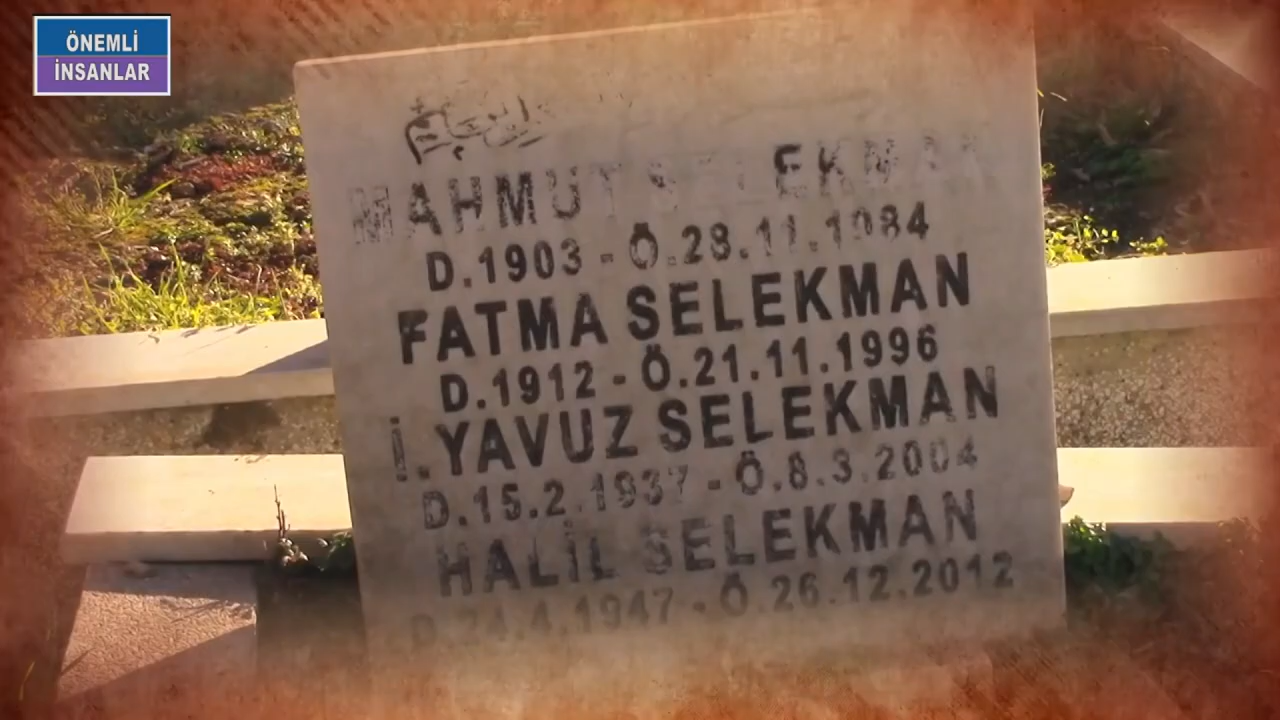 ÖNEMLİ
İNSANLAR
MAHMUT SELEKMAN
D.1903 - Ö.28.11.1984
FATMA SELEKMAN
D.1912 - Ö.21.11.1996
İ.YAVUZ SELEKMAN
D.15.2.1937 - Ö.8.3.2004
HALİL SELEKMAN
D.24.4.1947 - Ö.26.12.2012